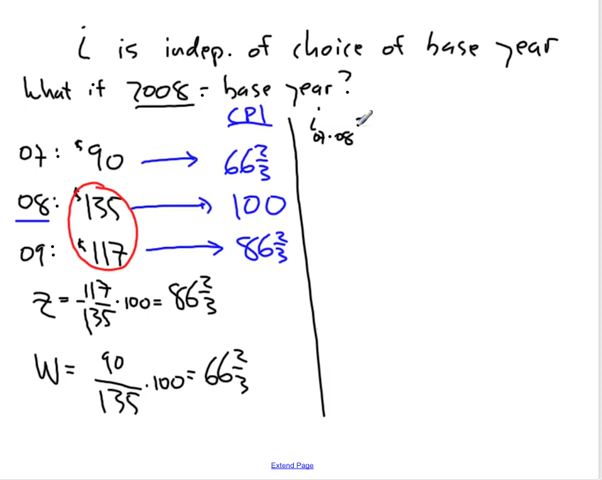 i is indep. of choice of base year
What if 2008 = base year?
CPI
07: $90 → 66 2/3
08: $135 → 100
09: $117 → 86 2/3
Z = 117/135 · 100 = 86 2/3
W = 90/135 · 100 = 66 2/3
i 07-08 =
Extend Page